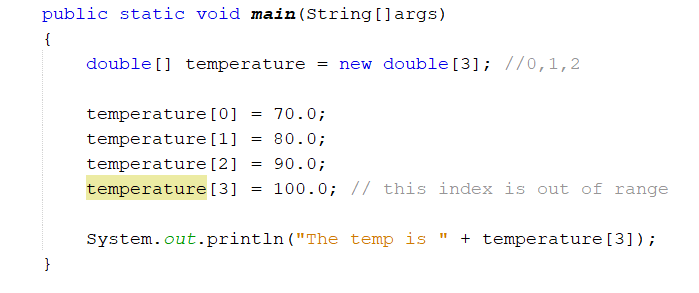 public static void main(String[]args)
{
double[] temperature = new double[3]; //0,1,2
temperature[0] = 70.0;
temperature[1] = 80.0;
temperature[2] = 90.0;
temperature[3] = 100.0; // this index is out of range
System.out.println("The temp is " + temperature[3]);
}